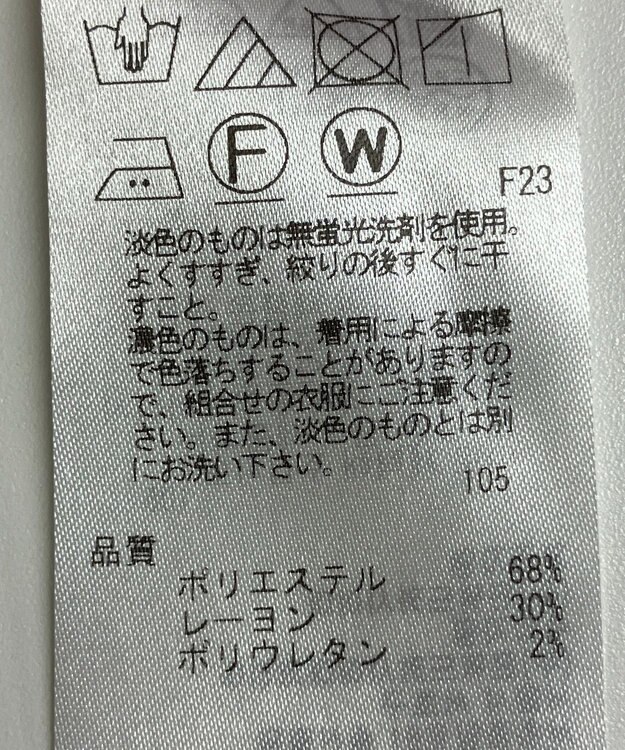 F W
F23
淡色のものは無蛍光洗剤を使用。
よくすすぎ、絞りの後すぐに干
すこと。
濃色のものは、着用による摩擦
で色落ちすることがありますの
で、組合せの衣服にご注意くだ
さい。また、淡色のものとは別
にお洗い下さい。
105
品質
ポリエステル 68%
レーヨン 30%
ポリウレタン 2%